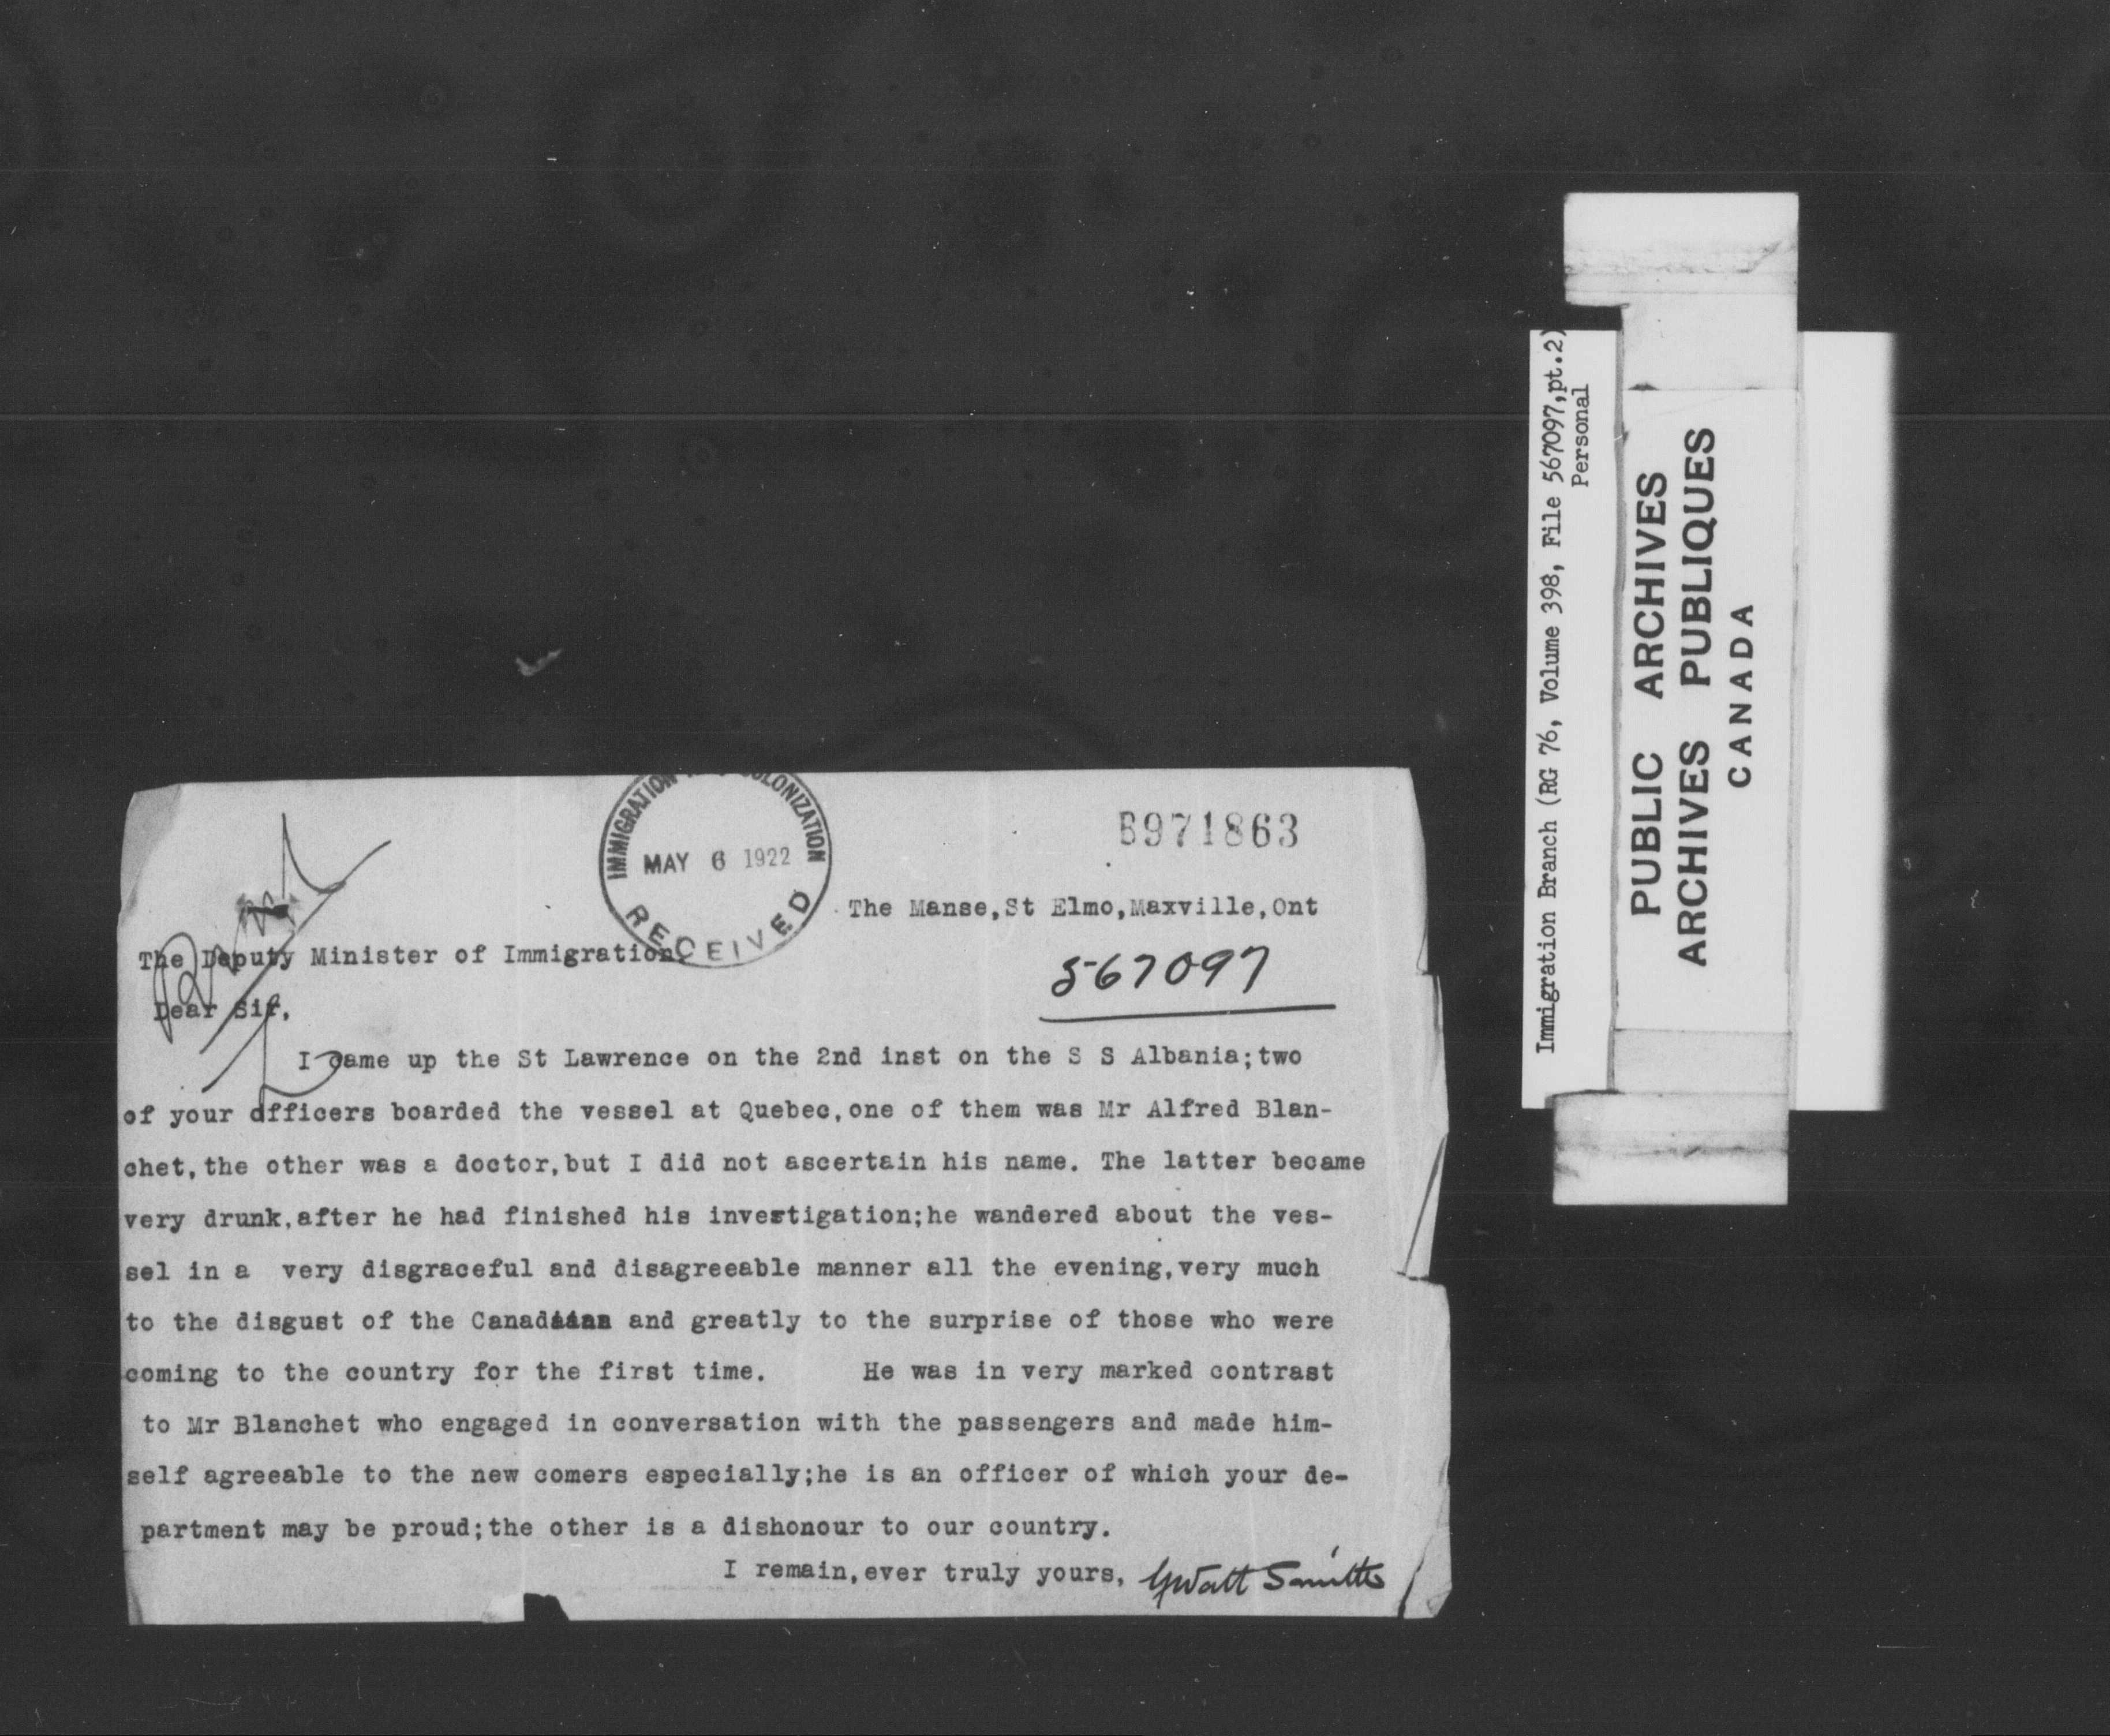 IMMIGRATION COLONIZATION
MAY 6 1922
RECEIVED
B971863
The Manse,St Elmo,Maxville,Ont
The Deputy Minister of Immigration,
567097
Dear Sir,
I came up the St Lawrence on the 2nd inst on the S S Albania;two
of your officers boarded the vessel at Quebec,one of them was Mr Alfred Blan-
chet,the other was a doctor,but I did not ascertain his name. The latter became
very drunk,after he had finished his investigation;he wandered about the ves-
sel in a very disgraceful and disagreeable manner all the evening,very much
to the disgust of the and greatly to the surprise of those who were
coming to the country for the first time. He was in very marked contrast
to Mr Blanchet who engaged in conversation with the passengers and made him-
self agreeable to the new comers especially;he is an officer of which your de-
partment may be proud;the other is a dishonour to our country.
I remain,ever truly yours, GWatt Smith
Immigration Branch (RG 76, Volume 398, File 567097,pt.2)
Personal
PUBLIC ARCHIVES
ARCHIVES PUBLIQUES
CANADA